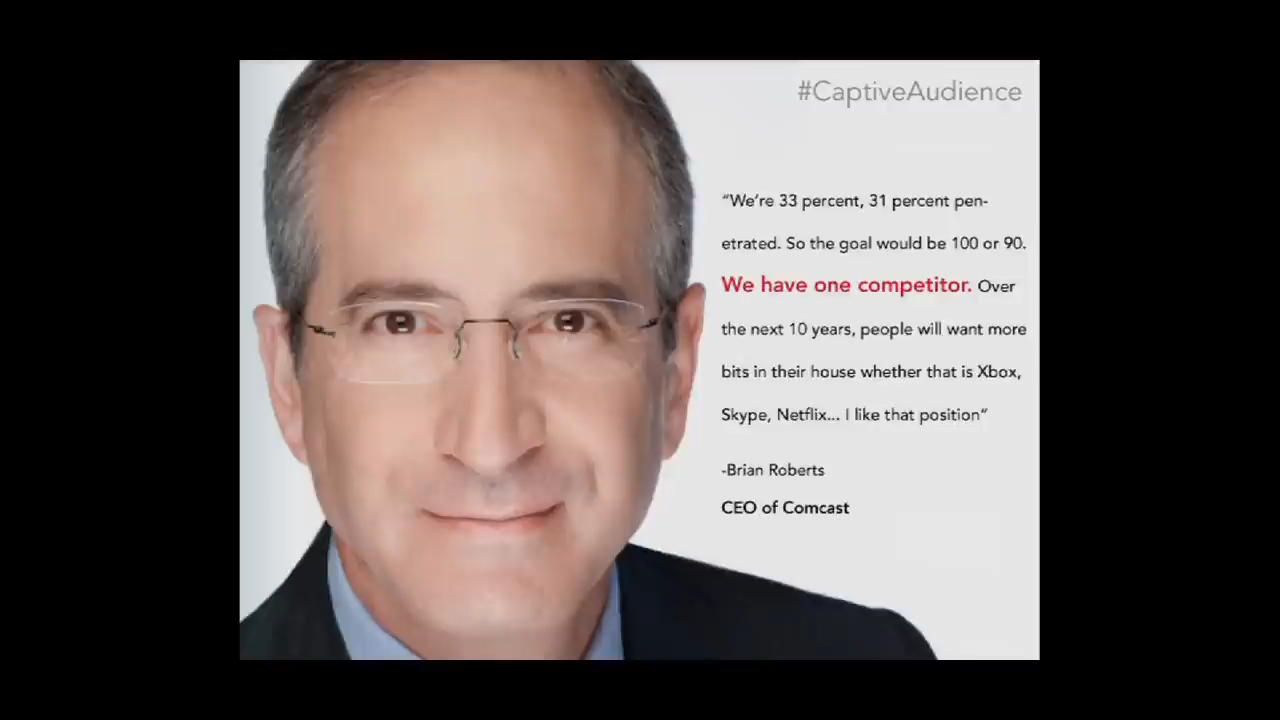 #CaptiveAudience
“We’re 33 percent, 31 percent pen-
etrated. So the goal would be 100 or 90.
We have one competitor. Over
the next 10 years, people will want more
bits in their house whether that is Xbox,
Skype, Netflix... I like that position”
-Brian Roberts
CEO of Comcast